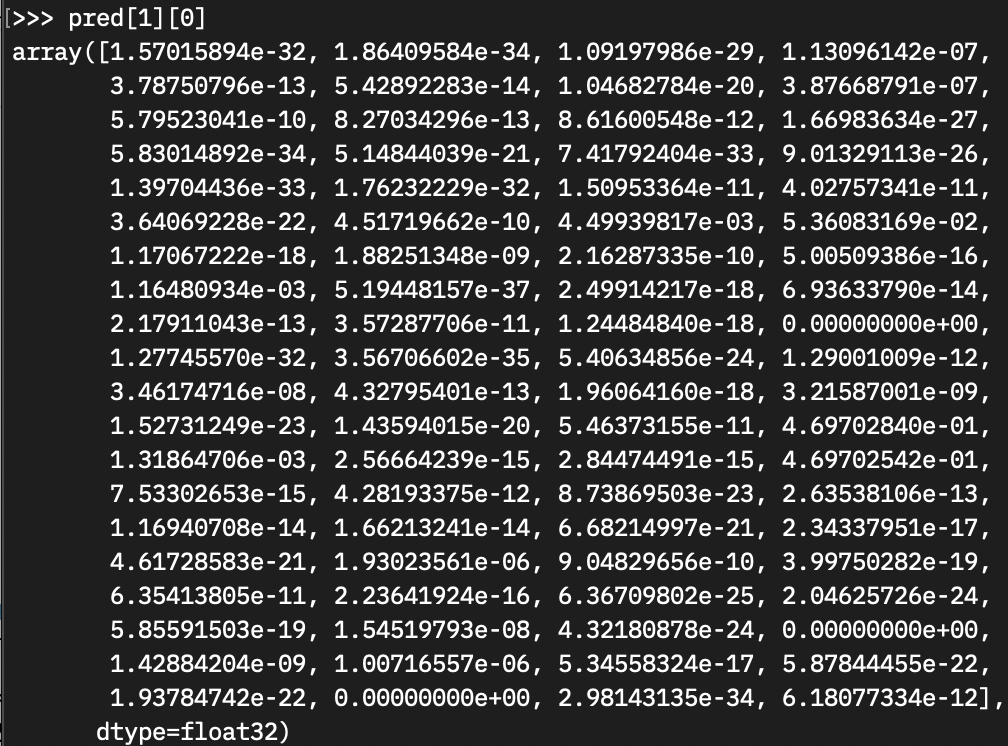 [>>> pred[1][0]
array([1.57015894e-32, 1.86409584e-34, 1.09197986e-29, 1.13096142e-07,
3.78750796e-13, 5.42892283e-14, 1.04682784e-20, 3.87668791e-07,
5.79523041e-10, 8.27034296e-13, 8.61600548e-12, 1.66983634e-27,
5.83014892e-34, 5.14844039e-21, 7.41792404e-33, 9.01329113e-26,
1.39704436e-33, 1.76232229e-32, 1.50953364e-11, 4.02757341e-11,
3.64069228e-22, 4.51719662e-10, 4.49939817e-03, 5.36083169e-02,
1.17067222e-18, 1.88251348e-09, 2.16287335e-10, 5.00509386e-16,
1.16480934e-03, 5.19448157e-37, 2.49914217e-18, 6.93633790e-14,
2.17911043e-13, 3.57287706e-11, 1.24484840e-18, 0.00000000e+00,
1.27745570e-32, 3.56706602e-35, 5.40634856e-24, 1.29001009e-12,
3.46174716e-08, 4.32795401e-13, 1.96064160e-18, 3.21587001e-09,
1.52731249e-23, 1.43594015e-20, 5.46373155e-11, 4.69702840e-01,
1.31864706e-03, 2.56664239e-15, 2.84474491e-15, 4.69702542e-01,
7.53302653e-15, 4.28193375e-12, 8.73869503e-23, 2.63538106e-13,
1.16940708e-14, 1.66213241e-14, 6.68214997e-21, 2.34337951e-17,
4.61728583e-21, 1.93023561e-06, 9.04829656e-10, 3.99750282e-19,
6.35413805e-11, 2.23641924e-16, 6.36709802e-25, 2.04625726e-24,
5.85591503e-19, 1.54519793e-08, 4.32180878e-24, 0.00000000e+00,
1.42884204e-09, 1.00716557e-06, 5.34558324e-17, 5.87844455e-22,
1.93784742e-22, 0.00000000e+00, 2.98143135e-34, 6.18077334e-12],
dtype=float32)